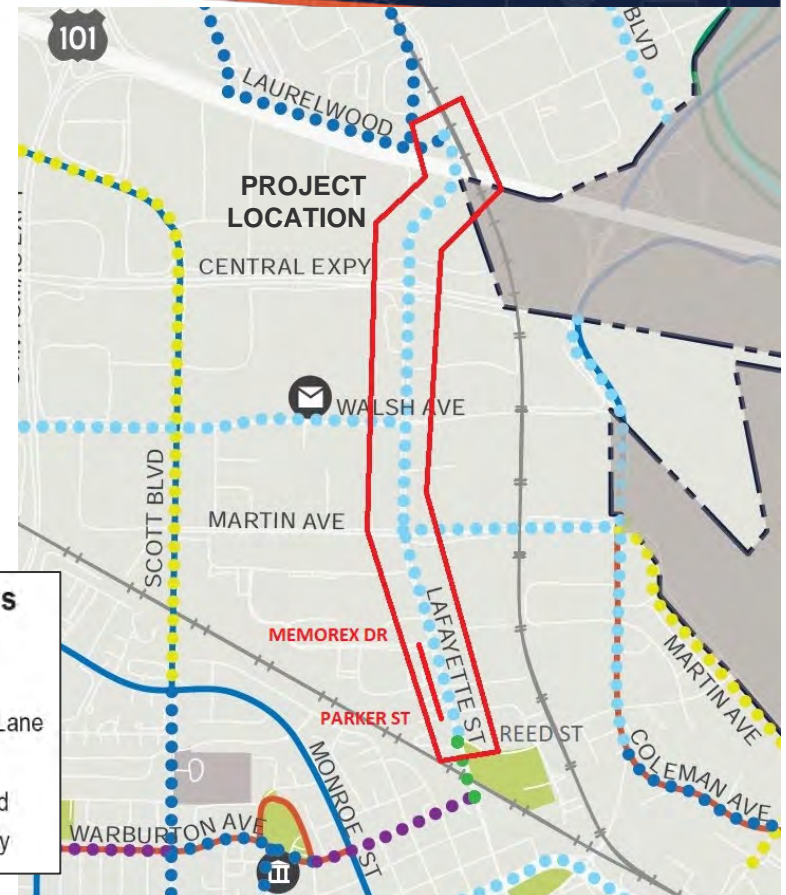 101
LAURELWOOD
BLVD
PROJECT
LOCATION
CENTRAL EXPY
WALSH AVE
SCOTT BLVD
MARTIN AVE
LAFAYETTE ST
MEMOREX DR
PARKER ST
REED ST
MARTIN AVE
COLEMAN AVE
MONROE ST
WARBURTON AVE
Lane